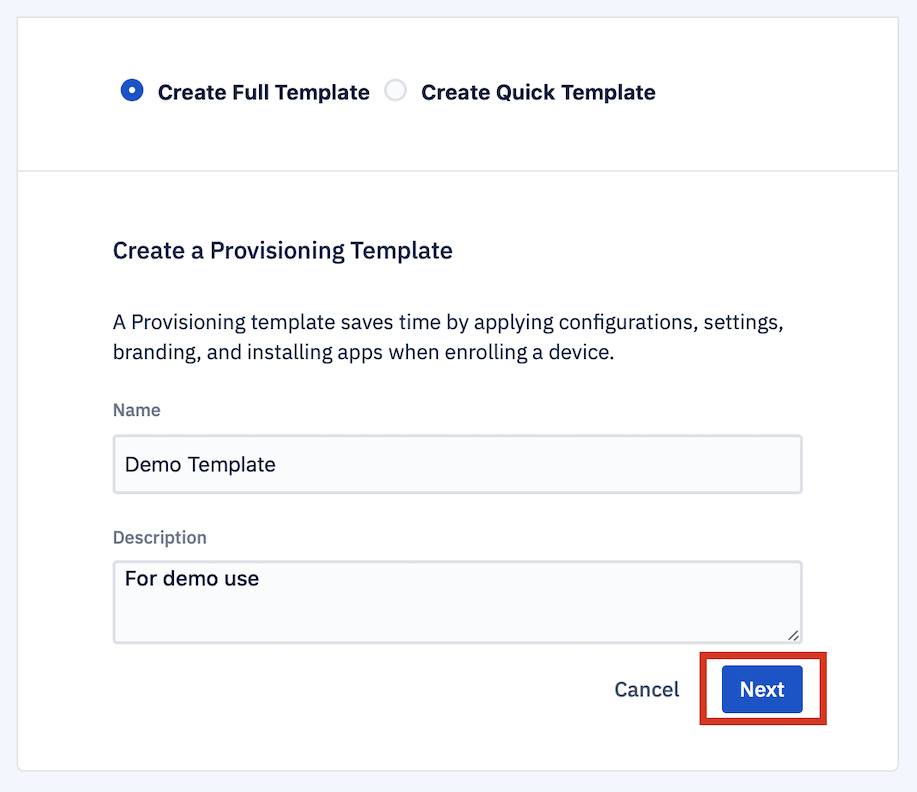 Create Full Template Create Quick Template
Create a Provisioning Template
A Provisioning template saves time by applying configurations, settings,
branding, and installing apps when enrolling a device.
Name
Demo Template
Description
For demo use
Cancel Next